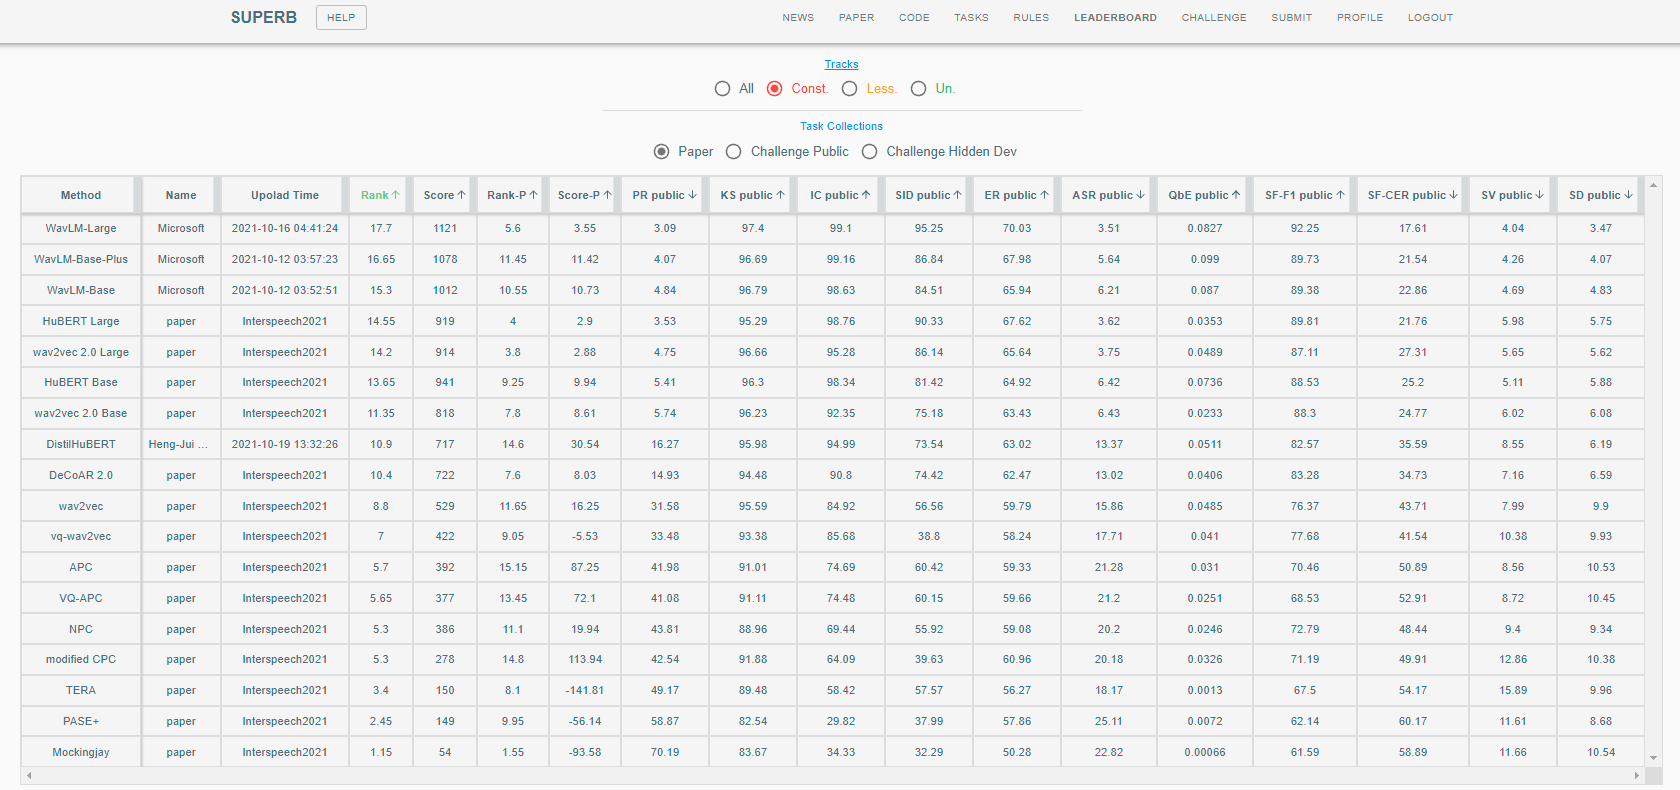 SUPERB HELP NEWS PAPER CODE TASKS RULES LEADERBOARD CHALLENGE SUBMIT PROFILE LOGOUT
Tracks
All Const. Less. Un.
Task Collections
Paper Challenge Public Challenge Hidden Dev
Method Name Upolad Time Rank↑ Score↑ Rank-P↑ Score-P↑ PR public↓ KS public↑ IC public↑ SID public↑ ER public↑ ASR public↓ QbE public↑ SF-F1 public↑ SF-CER public↓ SV public↓ SD public↓
WavLM-Large Microsoft 2021-10-16 04:41:24 17.7 1121 5.6 3.55 3.09 97.4 99.1 95.25 70.03 3.51 0.0827 92.25 17.61 4.04 3.47
WavLM-Base-Plus Microsoft 2021-10-12 03:57:23 16.65 1078 11.45 11.42 4.07 96.69 99.16 86.84 67.98 5.64 0.099 89.73 21.54 4.26 4.07
WavLM-Base Microsoft 2021-10-12 03:52:51 15.3 1012 10.55 10.73 4.84 96.79 98.63 84.51 65.94 6.21 0.087 89.38 22.86 4.69 4.83
HuBERT Large paper Interspeech2021 14.55 919 4 2.9 3.53 95.29 98.76 90.33 67.62 3.62 0.0353 89.81 21.76 5.98 5.75
wav2vec 2.0 Large paper Interspeech2021 14.2 914 3.8 2.88 4.75 96.66 95.28 86.14 65.64 3.75 0.0489 87.11 27.31 5.65 5.62
HuBERT Base paper Interspeech2021 13.65 941 9.25 9.94 5.41 96.3 98.34 81.42 64.92 6.42 0.0736 88.53 25.2 5.11 5.88
wav2vec 2.0 Base paper Interspeech2021 11.35 818 7.8 8.61 5.74 96.23 92.35 75.18 63.43 6.43 0.0233 88.3 24.77 6.02 6.08
DistilHuBERT Heng-Jui ... 2021-10-19 13:32:26 10.9 717 14.6 30.54 16.27 95.98 94.99 73.54 63.02 13.37 0.0511 82.57 35.59 8.55 6.19
DeCoAR 2.0 paper Interspeech2021 10.4 722 7.6 8.03 14.93 94.48 90.8 74.42 62.47 13.02 0.0406 83.28 34.73 7.16 6.59
wav2vec paper Interspeech2021 8.8 529 11.65 16.25 31.58 95.59 84.92 56.56 59.79 15.86 0.0485 76.37 43.71 7.99 9.9
vq-wav2vec paper Interspeech2021 7 422 9.05 -5.53 33.48 93.38 85.68 38.8 58.24 17.71 0.041 77.68 41.54 10.38 9.93
APC paper Interspeech2021 5.7 392 15.15 87.25 41.98 91.01 74.69 60.42 59.33 21.28 0.031 70.46 50.89 8.56 10.53
VQ-APC paper Interspeech2021 5.65 377 13.45 72.1 41.08 91.11 74.48 60.15 59.66 21.2 0.0251 68.53 52.91 8.72 10.45
NPC paper Interspeech2021 5.3 386 11.1 19.94 43.81 88.96 69.44 55.92 59.08 20.2 0.0246 72.79 48.44 9.4 9.34
modified CPC paper Interspeech2021 5.3 278 14.8 113.94 42.54 91.88 64.09 39.63 60.96 20.18 0.0326 71.19 49.91 12.86 10.38
TERA paper Interspeech2021 3.4 150 8.1 -141.81 49.17 89.48 58.42 57.57 56.27 18.17 0.0013 67.5 54.17 15.89 9.96
PASE+ paper Interspeech2021 2.45 149 9.95 -56.14 58.87 82.54 29.82 37.99 57.86 25.11 0.0072 62.14 60.17 11.61 8.68
Mockingjay paper Interspeech2021 1.15 54 1.55 -93.58 70.19 83.67 34.33 32.29 50.28 22.82 0.00066 61.59 58.89 11.66 10.54